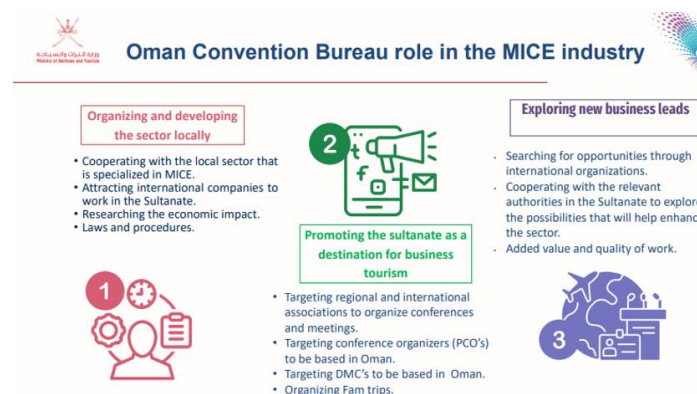 وزارة التراث والسياحة
Ministry of Heritage and Tourism
Oman Convention Bureau role in the MICE industry
Organizing and developing
the sector locally
• Cooperating with the local sector that
is specialized in MICE.
• Attracting international companies to
work in the Sultanate.
• Researching the economic impact.
• Laws and procedures.
1
2
Promoting the sultanate as a
destination for business
tourism
• Targeting regional and international
associations to organize conferences
and meetings.
• Targeting conference organizers (PCO's)
to be based in Oman.
• Targeting DMC's to be based in Oman.
• Organizing Fam trips.
Exploring new business leads
. Searching for opportunities through
international organizations.
. Cooperating with the relevant
authorities in the Sultanate to explore
the possibilities that will help enhanc
the sector.
. Added value and quality of work.
3